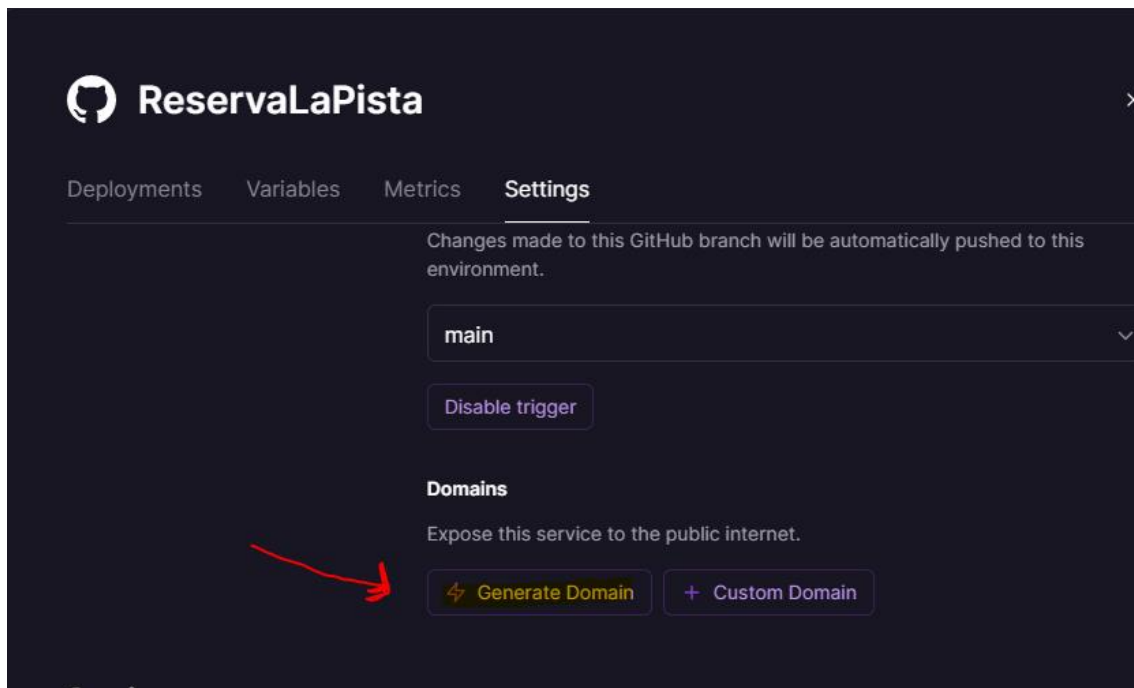 ReservaLaPista
Deployments Variables Metrics Settings
Changes made to this GitHub branch will be automatically pushed to this
environment.
main
Disable trigger
Domains
Expose this service to the public internet.
Generate Domain + Custom Domain